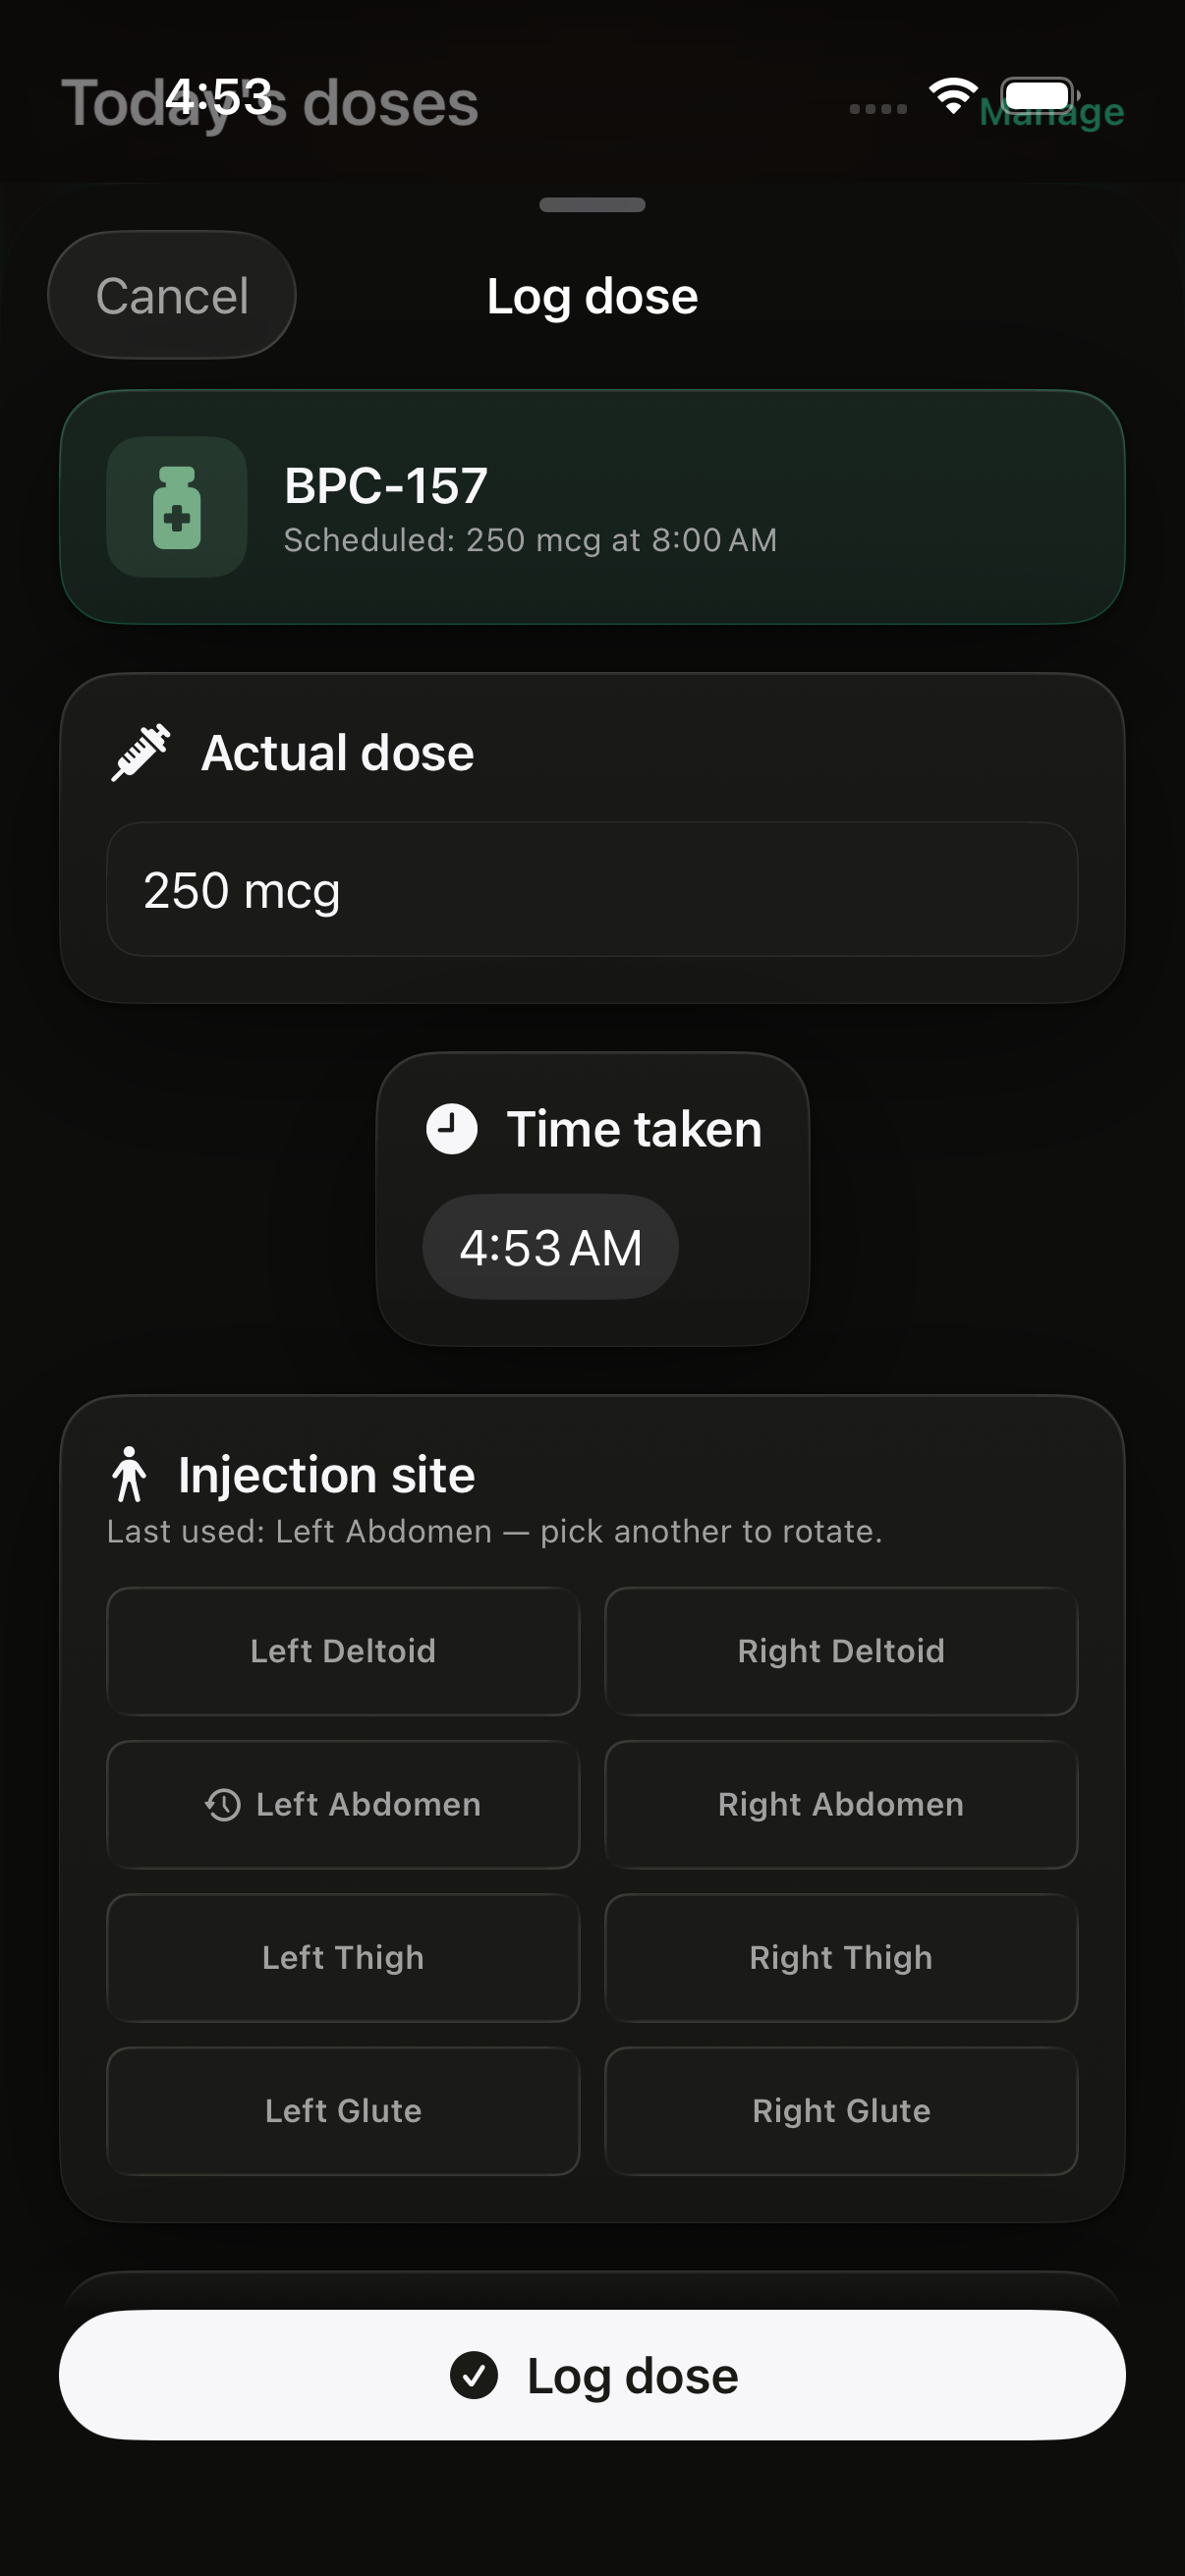 Today's doses
4:53
Manage
Cancel
Log dose
BPC-157
Scheduled: 250 mcg at 8:00 AM
Actual dose
250 mcg
Time taken
4:53 AM
Injection site
Last used: Left Abdomen — pick another to rotate.
Left Deltoid
Right Deltoid
Left Abdomen
Right Abdomen
Left Thigh
Right Thigh
Left Glute
Right Glute
Log dose